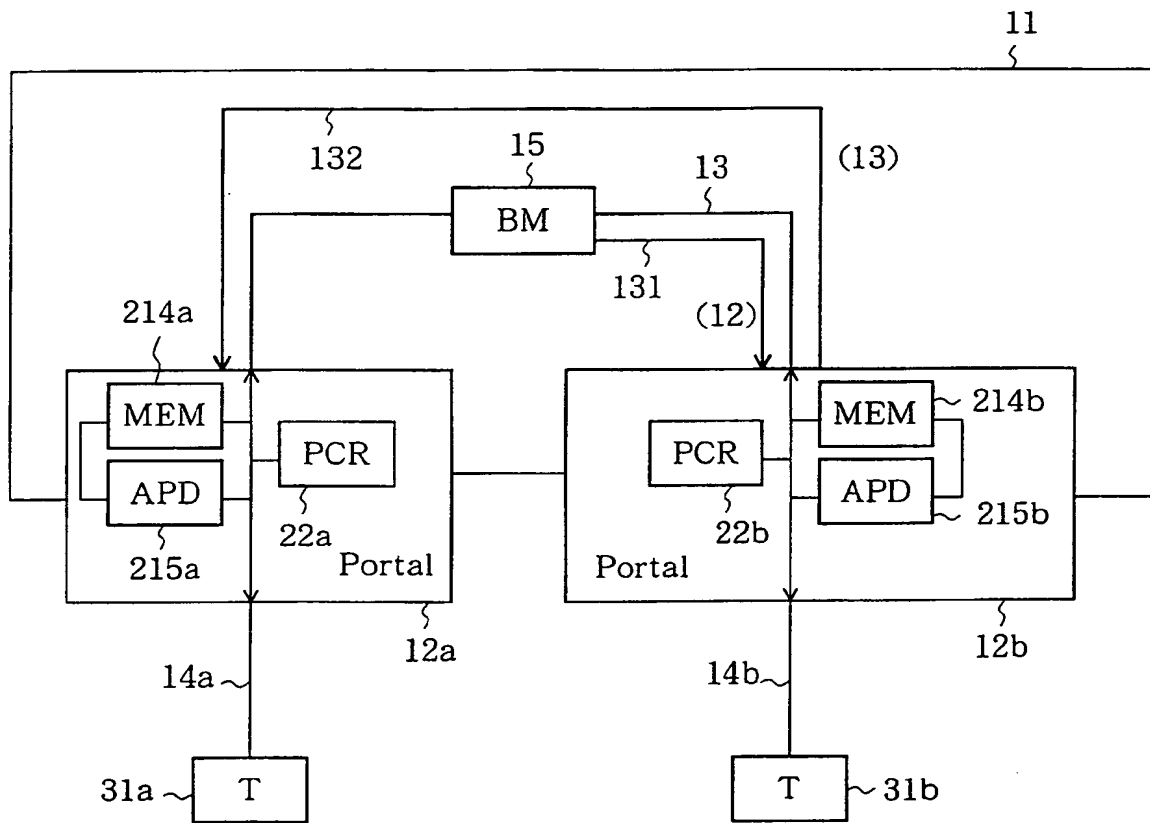 11
132
15
13
(13)
BM
131
214a
(12)
MEM
MEM
214b
PCR
PCR
APD
APD
22a
22b
215b
215a
Portal
Portal
12a
12b
14a
14b
31a
T
T
31b